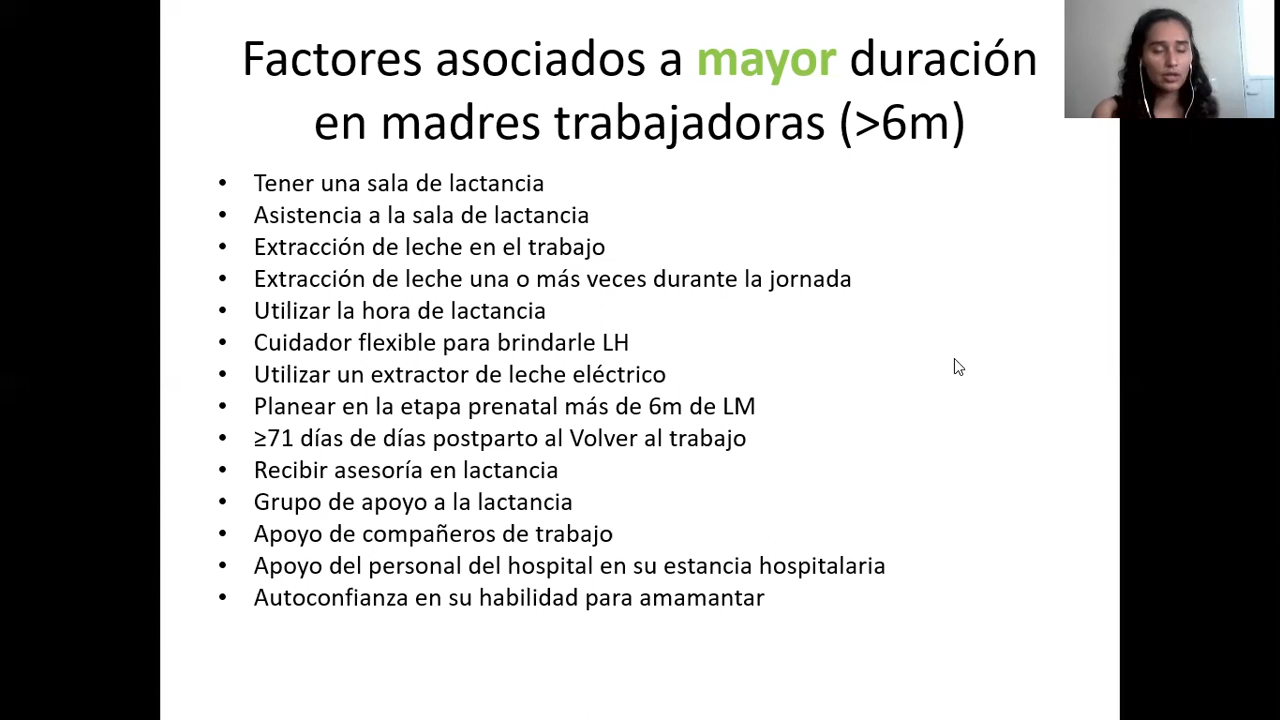 Factores asociados a mayor duración
en madres trabajadoras (>6m)
• Tener una sala de lactancia
• Asistencia a la sala de lactancia
• Extracción de leche en el trabajo
• Extracción de leche una o más veces durante la jornada
• Utilizar la hora de lactancia
• Cuidador flexible para brindarle LH
• Utilizar un extractor de leche eléctrico
• Planear en la etapa prenatal más de 6m de LM
• ≥71 días de días postparto al Volver al trabajo
• Recibir asesoría en lactancia
• Grupo de apoyo a la lactancia
• Apoyo de compañeros de trabajo
• Apoyo del personal del hospital en su estancia hospitalaria
• Autoconfianza en su habilidad para amamantar